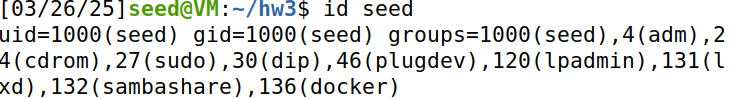 [03/26/25]seed@VM:~/hw3$ id seed
uid=1000(seed) gid=1000(seed) groups=1000(seed),4(adm),2
4(cdrom),27(sudo),30(dip),46(plugdev),120(lpadmin),131(l
xd),132(sambashare),136(docker)